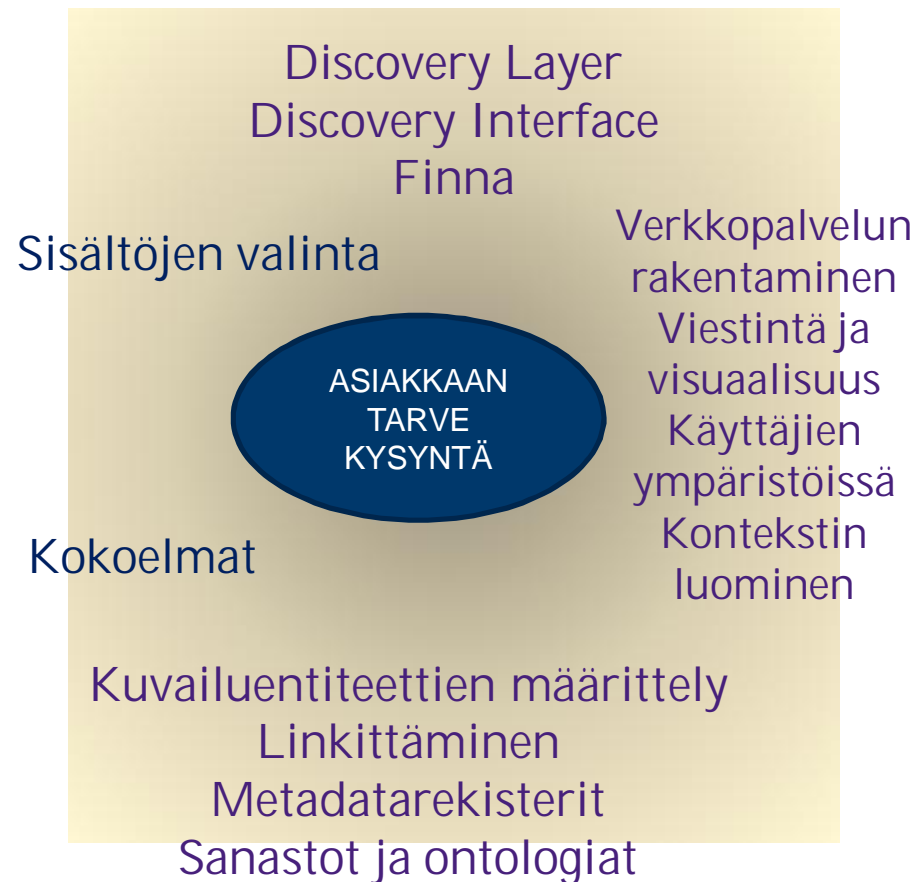 Discovery Layer
Discovery Interface
Finna
Sisältöjen valinta
Verkkopalvelun
rakentaminen
Viestintä ja
visuaalisuus
Käyttäjien
ympäristöissä
Kontekstin
luominen
ASIAKKAAN
TARVE
KYSYNTÄ
Kokoelmat
Kuvailuentiteettien määrittely
Linkittäminen
Metadatarekisterit
Sanastot ja ontologiat